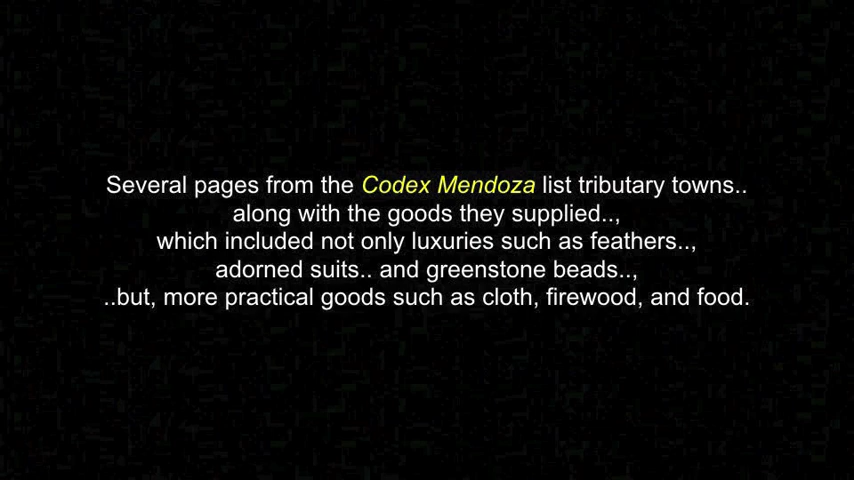 Several pages from the Codex Mendoza list tributary towns..
along with the goods they supplied..,
which included not only luxuries such as feathers..,
adorned suits.. and greenstone beads..,
..but, more practical goods such as cloth, firewood, and food.